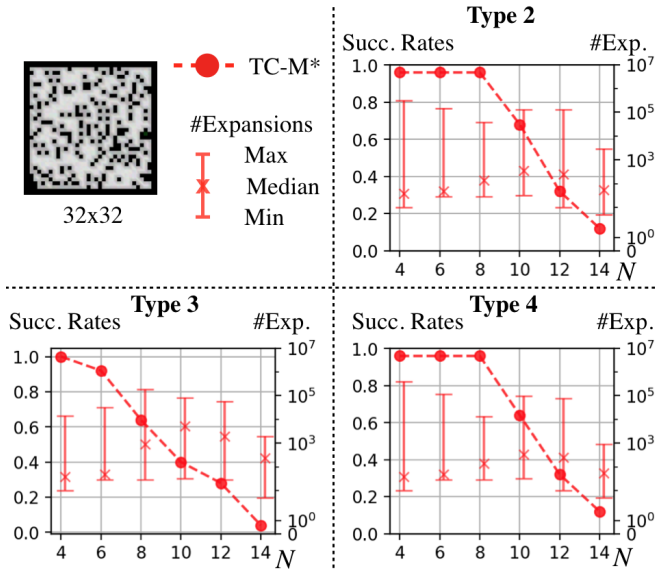 TC-M*
#Expansions
Max
Median
Min
32x32
Type 2
Succ. Rates #Exp.
1.0 0.8 0.6 0.4 0.2 0.0
10^7 10^5 10^3 10^0 0
4 6 8 10 12 14 N
Type 3
Succ. Rates #Exp.
1.0 0.8 0.6 0.4 0.2 0.0
10^7 10^5 10^3 10^0 0
4 6 8 10 12 14 N
Type 4
Succ. Rates #Exp.
1.0 0.8 0.6 0.4 0.2 0.0
10^7 10^5 10^3 10^0 0
4 6 8 10 12 14 N